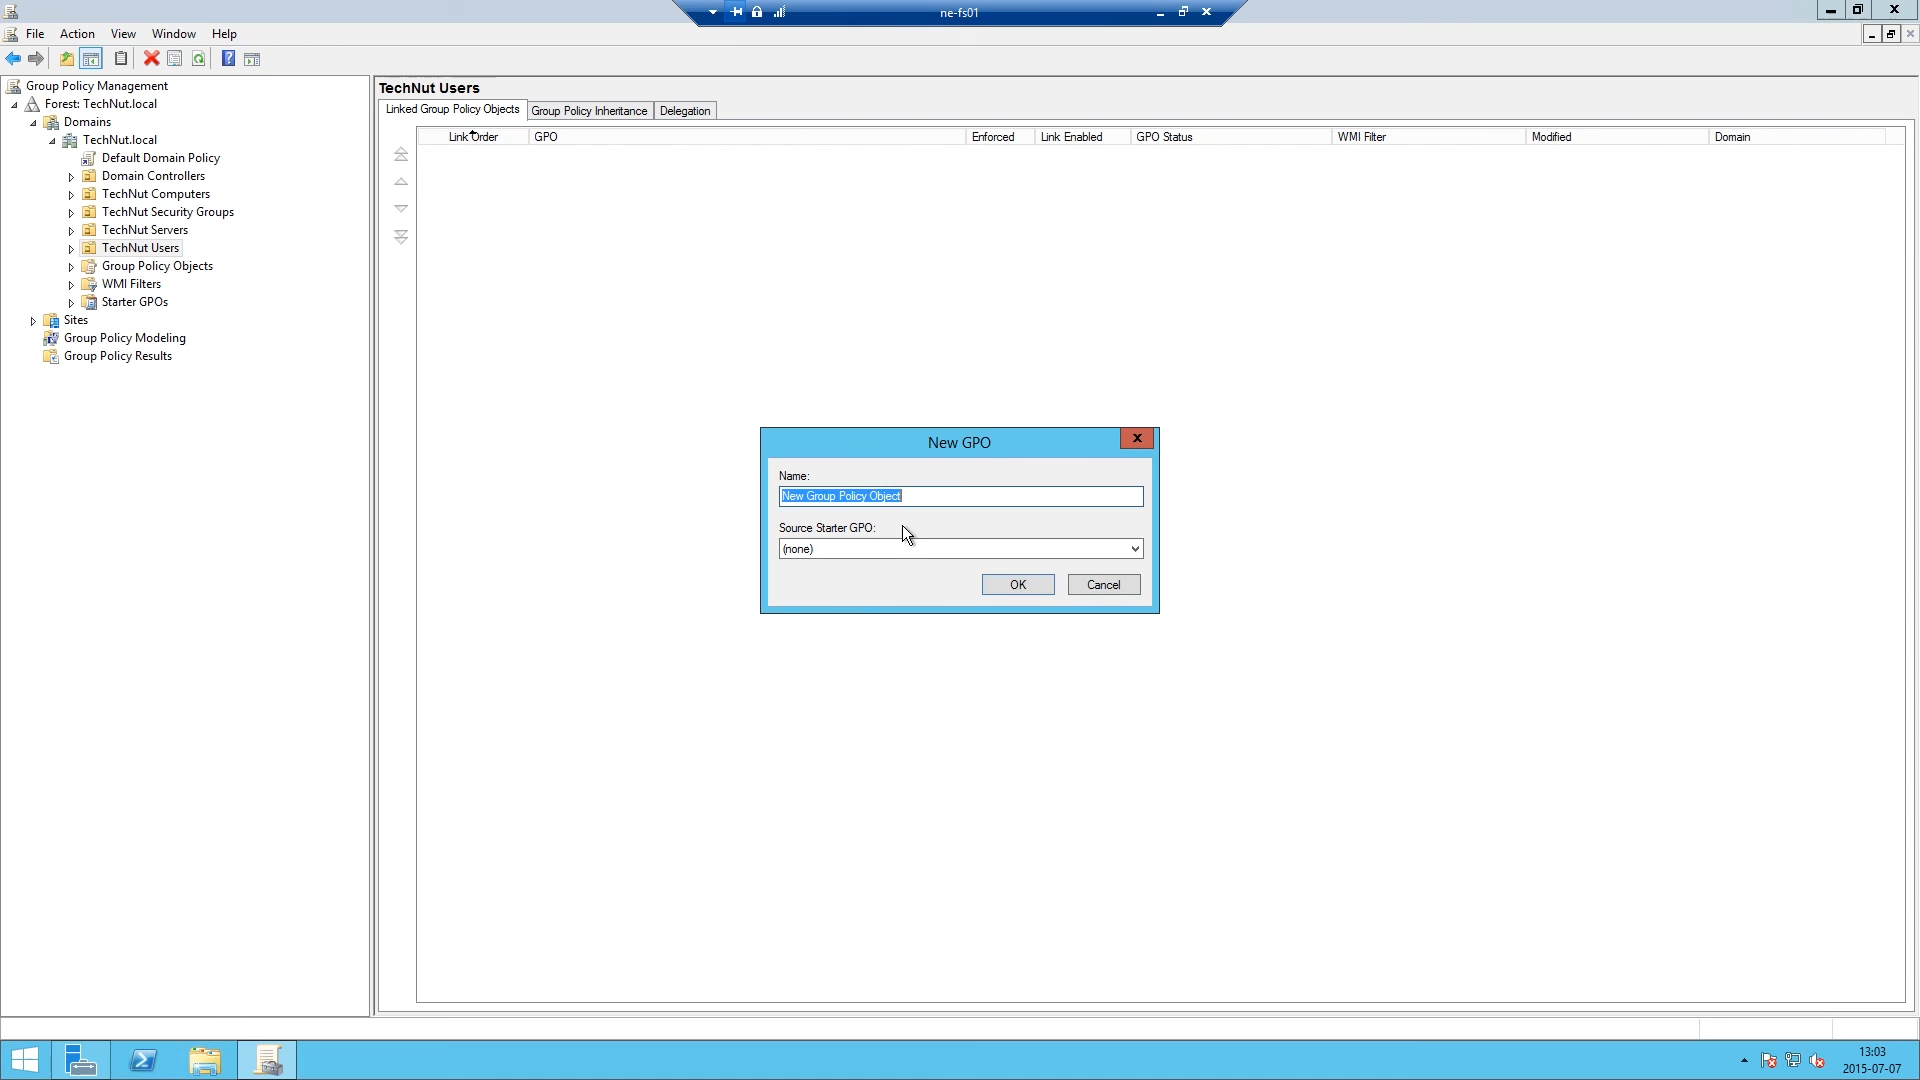 ne-fs01
File Action View Window Help
Group Policy Management
Forest: TechNut.local
Domains
TechNut.local
Default Domain Policy
Domain Controllers
TechNut Computers
TechNut Security Groups
TechNut Servers
TechNut Users
Group Policy Objects
WMI Filters
Starter GPOs
Sites
Group Policy Modeling
Group Policy Results
TechNut Users
Linked Group Policy Objects Group Policy Inheritance Delegation
Link Order GPO Enforced Link Enabled GPO Status WMI Filter Modified Domain
New GPO
Name:
New Group Policy Object
Source Starter GPO:
(none)
OK Cancel
13:03
2015-07-07